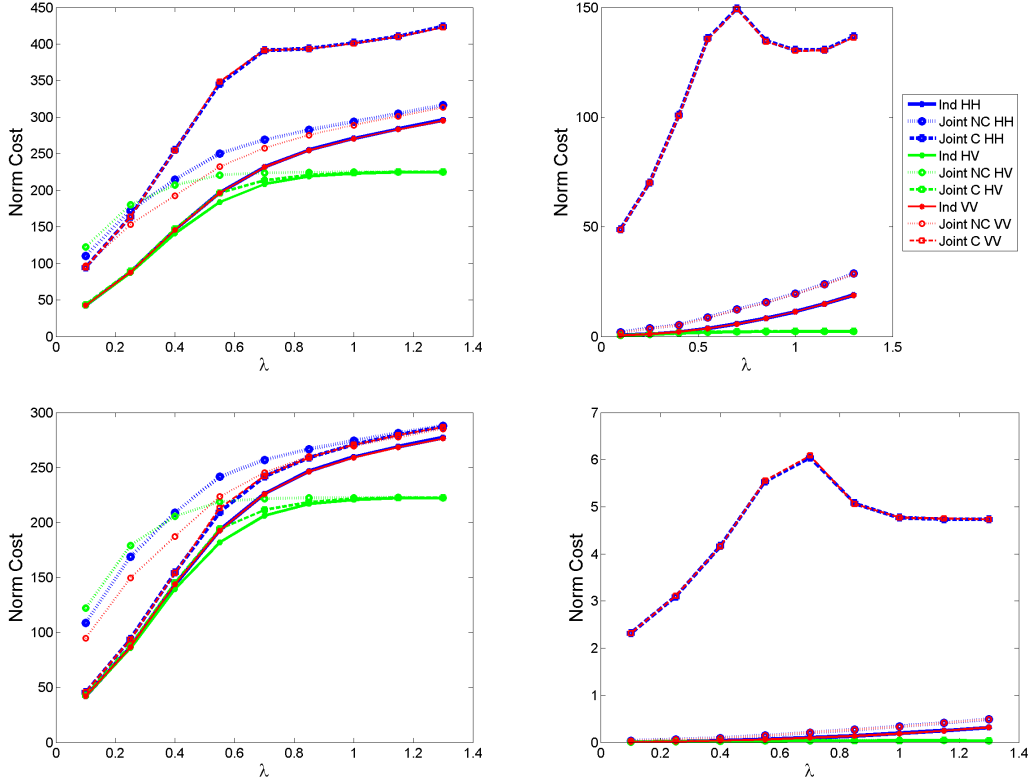 450
400
350
300
250
200
150
100
50
0
Norm Cost
0 0.2 0.4 0.6 0.8 1 1.2 1.4
λ
150
100
50
0
Norm Cost
0 0.5 1 1.5
λ
Ind HH
Joint NC HH
Joint C HH
Ind HV
Joint NC HV
Joint C HV
Ind VV
Joint NC VV
Joint C VV
300
250
200
150
100
50
0
Norm Cost
0 0.2 0.4 0.6 0.8 1 1.2 1.4
λ
7
6
5
4
3
2
1
0
Norm Cost
0 0.2 0.4 0.6 0.8 1 1.2 1.4
λ